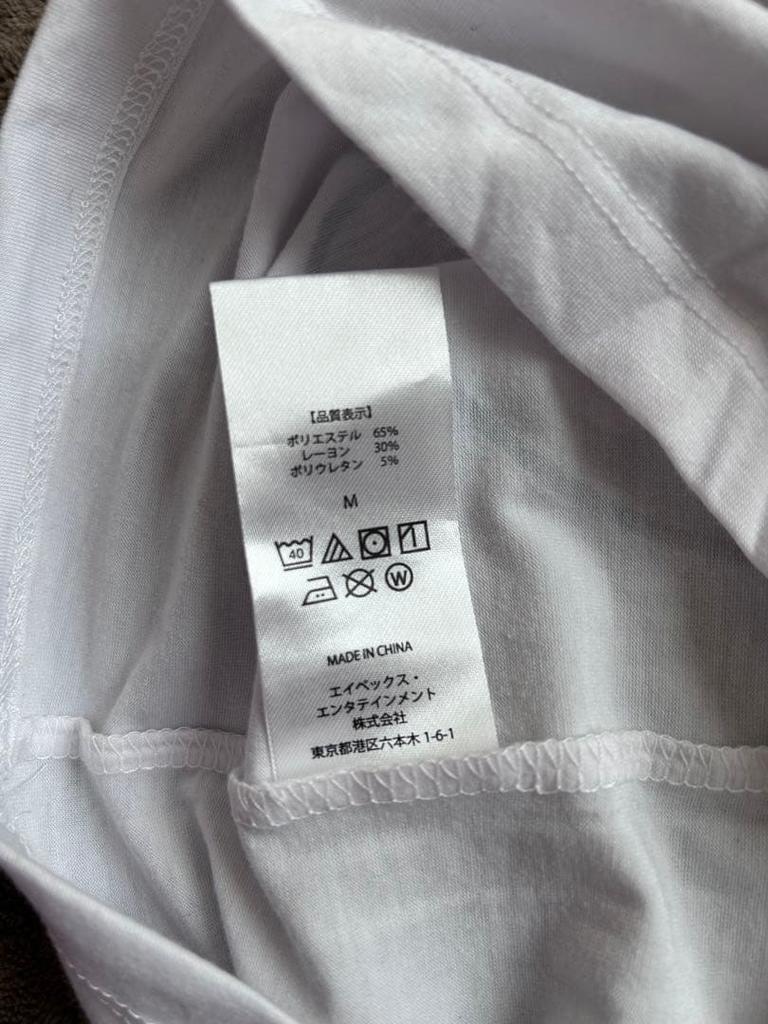 【品質表示】
ポリエステル 65%
レーヨン 30%
ポリウレタン 5%
M
40
W
MADE IN CHINA
エイベックス・
エンタテインメント
株式会社
東京都港区六本木 1-6-1